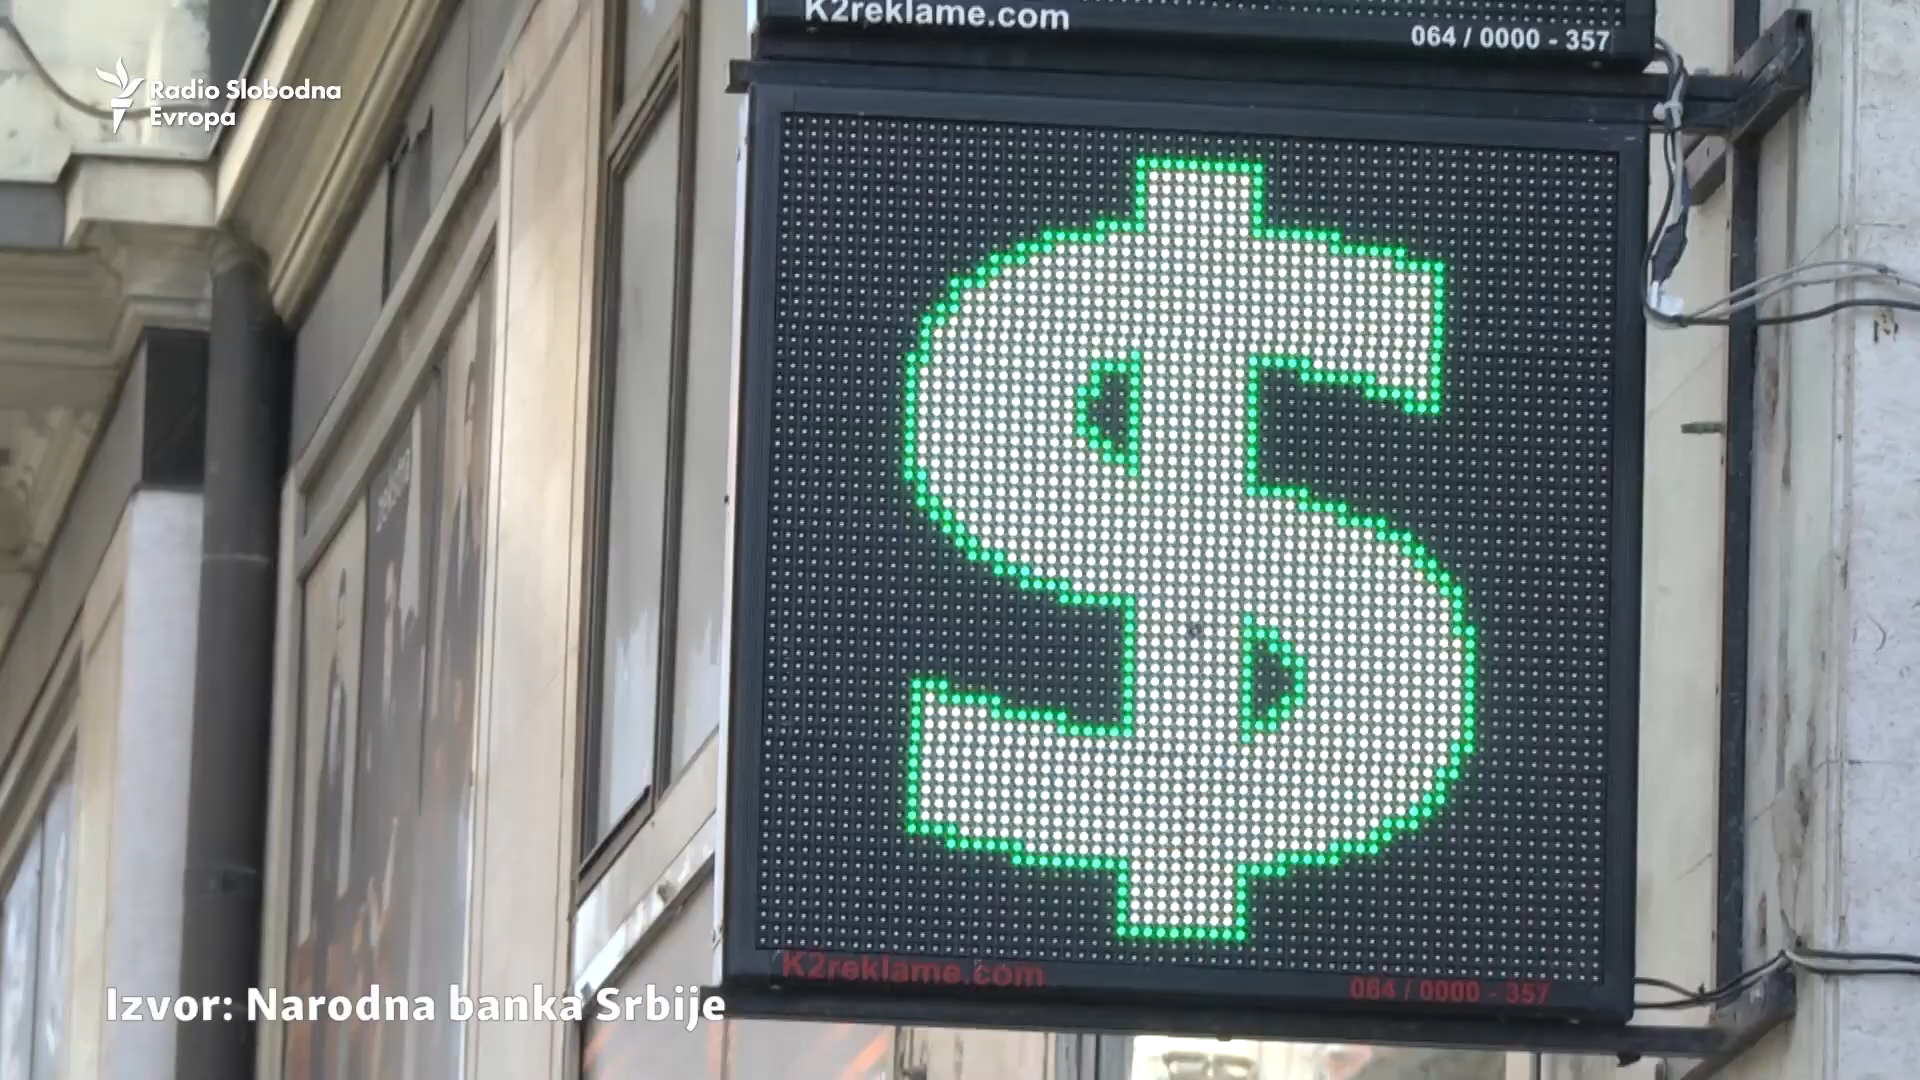 K2reklame.com
064 / 0000 - 357
Radio Slobodna
Evropa
$
K2reklame.com
064 / 0000 - 357
Izvor: Narodna banka Srbije